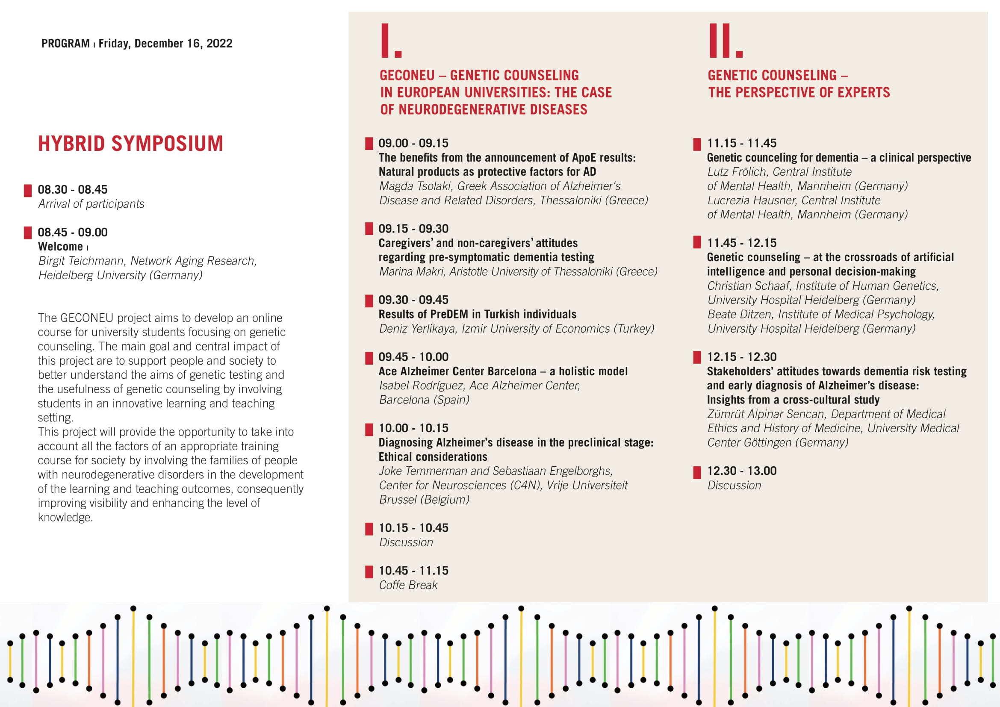 PROGRAM ı Friday, December 16, 2022
HYBRID SYMPOSIUM
08.30 - 08.45
Arrival of participants
08.45 - 09.00
Welcome ı
Birgit Teichmann, Network Aging Research,
Heidelberg University (Germany)
The GECONEU project aims to develop an online
course for university students focusing on genetic
counseling. The main goal and central impact of
this project are to support people and society to
better understand the aims of genetic testing and
the usefulness of genetic counseling by involving
students in an innovative learning and teaching
setting.
This project will provide the opportunity to take into
account all the factors of an appropriate training
course for society by involving the families of people
with neurodegenerative disorders in the development
of the learning and teaching outcomes, consequently
improving visibility and enhancing the level of
knowledge.
I.
GECONEU – GENETIC COUNSELING
IN EUROPEAN UNIVERSITIES: THE CASE
OF NEURODEGENERATIVE DISEASES
09.00 - 09.15
The benefits from the announcement of ApoE results:
Natural products as protective factors for AD
Magda Tsolaki, Greek Association of Alzheimer‘s
Disease and Related Disorders, Thessaloniki (Greece)
09.15 - 09.30
Caregivers’ and non-caregivers’ attitudes
regarding pre-symptomatic dementia testing
Marina Makri, Aristotle University of Thessaloniki (Greece)
09.30 - 09.45
Results of PreDEM in Turkish individuals
Deniz Yerlikaya, Izmir University of Economics (Turkey)
09.45 - 10.00
Ace Alzheimer Center Barcelona – a holistic model
Isabel Rodríguez, Ace Alzheimer Center,
Barcelona (Spain)
10.00 - 10.15
Diagnosing Alzheimer’s disease in the preclinical stage:
Ethical considerations
Joke Temmerman and Sebastiaan Engelborghs,
Center for Neurosciences (C4N), Vrije Universiteit
Brussel (Belgium)
10.15 - 10.45
Discussion
10.45 - 11.15
Coffe Break
II.
GENETIC COUNSELING –
THE PERSPECTIVE OF EXPERTS
11.15 - 11.45
Genetic counceling for dementia – a clinical perspective
Lutz Frölich, Central Institute
of Mental Health, Mannheim (Germany)
Lucrezia Hausner, Central Institute
of Mental Health, Mannheim (Germany)
11.45 - 12.15
Genetic counseling – at the crossroads of artificial
intelligence and personal decision-making
Christian Schaaf, Institute of Human Genetics,
University Hospital Heidelberg (Germany)
Beate Ditzen, Institute of Medical Psychology,
University Hospital Heidelberg (Germany)
12.15 - 12.30
Stakeholders’ attitudes towards dementia risk testing
and early diagnosis of Alzheimer’s disease:
Insights from a cross-cultural study
Zümrüt Alpinar Sencan, Department of Medical
Ethics and History of Medicine, University Medical
Center Göttingen (Germany)
12.30 - 13.00
Discussion